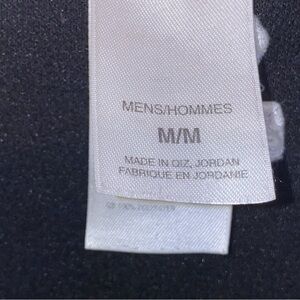 MENS/HOMMES
M/M
MADE IN QIZ, JORDAN
FABRIQUE EN JORDANIE